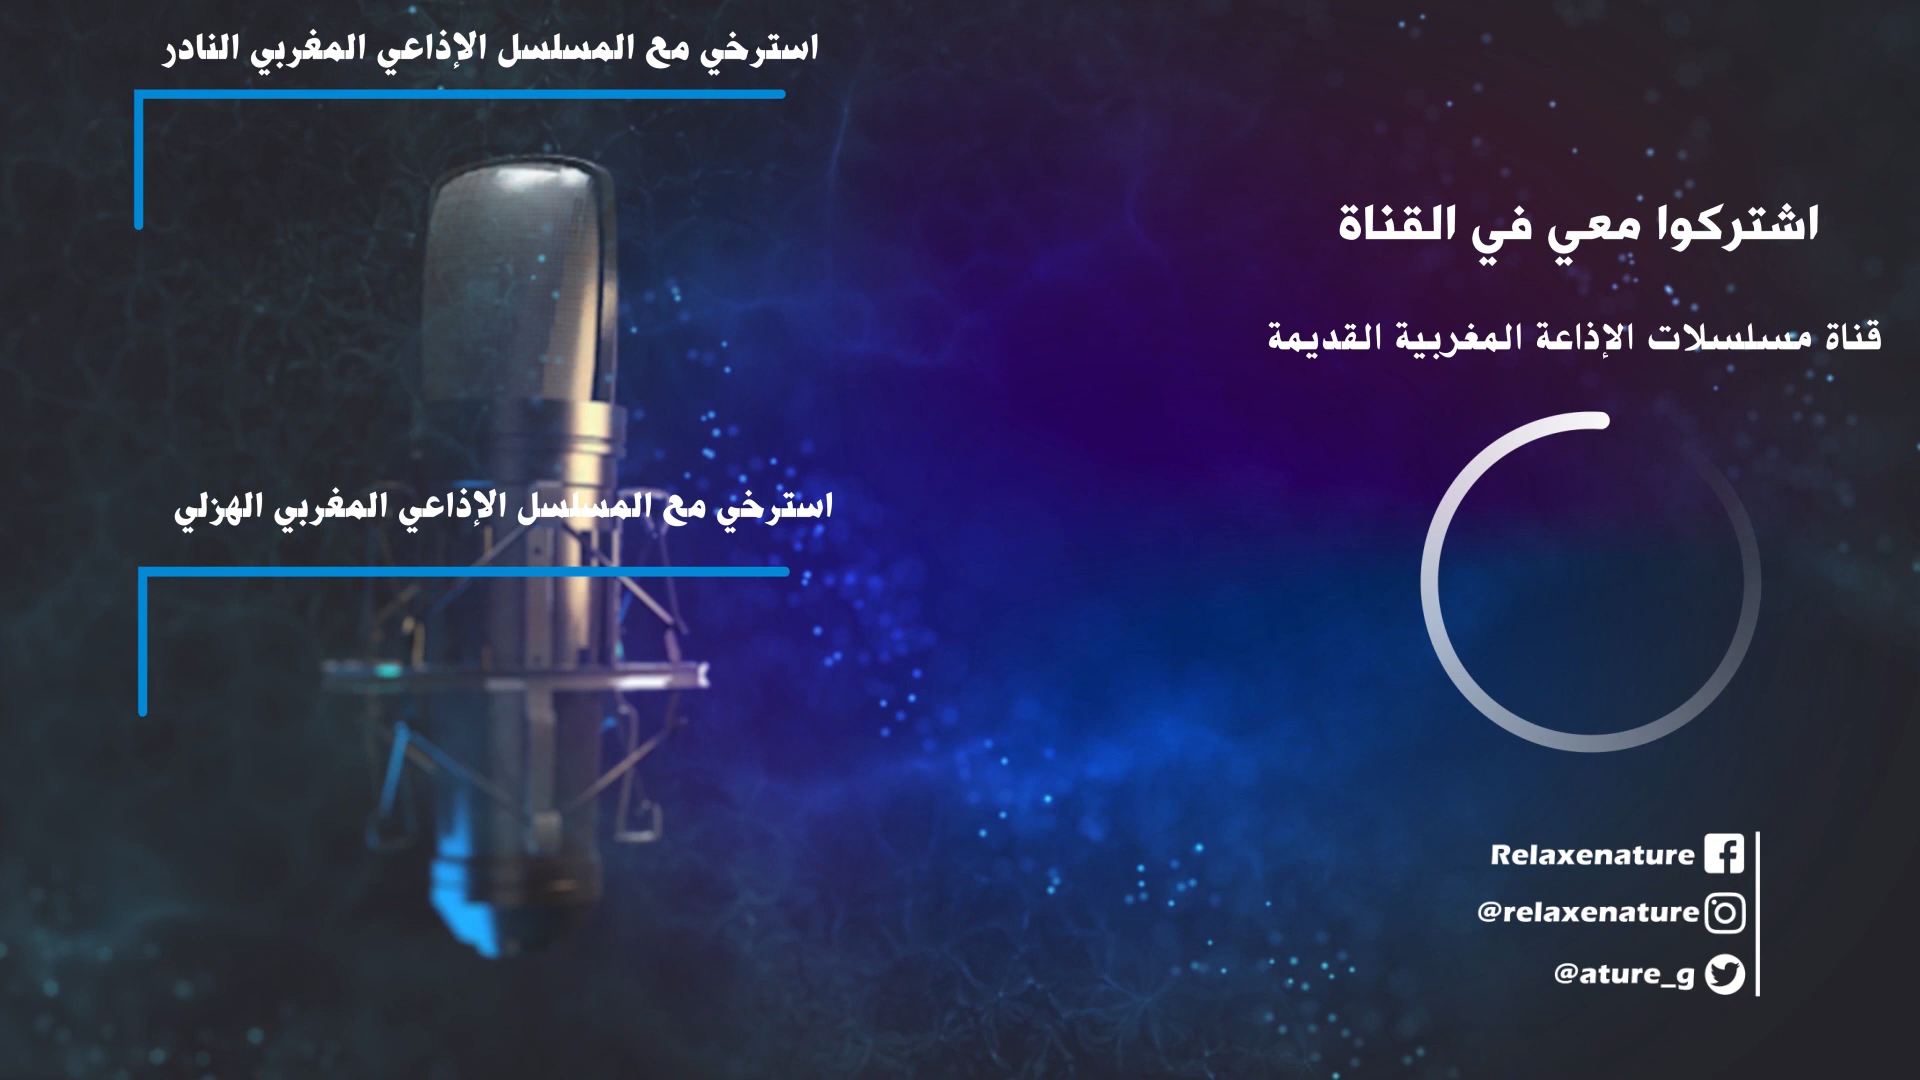 استرخي مع المسلسل الإذاعي المغربي النادر
اشتركوا معي في القناة
قناة مسلسلات الإذاعة المغربية القديمة
استرخي مع المسلسل الإذاعي المغربي الهزلي
Relaxenature
@relaxenature
@ature_g